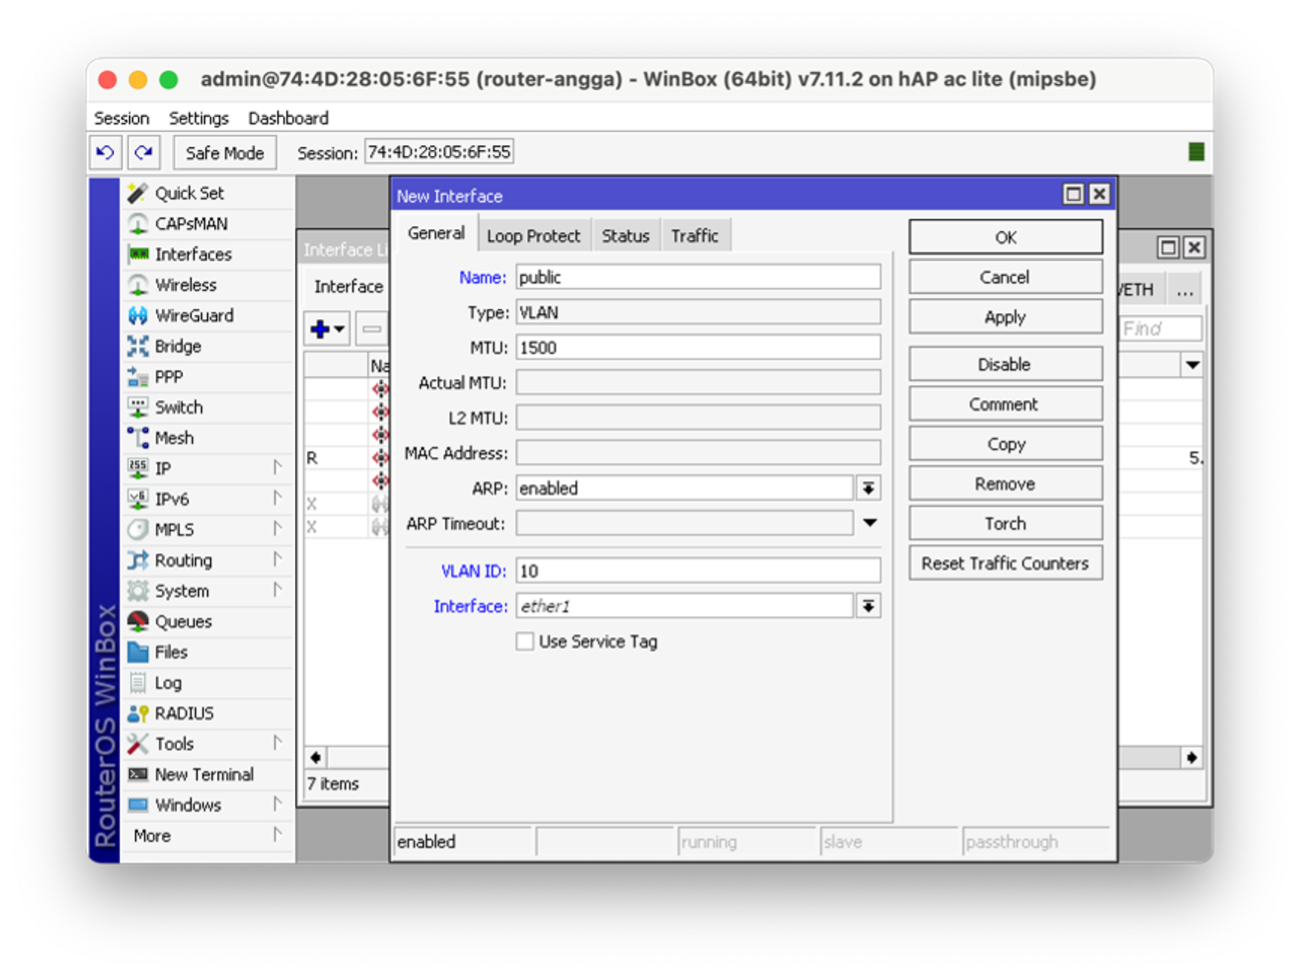 admin@74:4D:28:05:6F:55 (router-angga) - WinBox (64bit) v7.11.2 on hAP ac lite (mipsbe)
Session Settings Dashboard
Safe Mode Session: 74:4D:28:05:6F:55
RouterOS WinBox
Quick Set
CAPsMAN
Interfaces
Wireless
WireGuard
Bridge
PPP
Switch
Mesh
IP
IPv6
MPLS
Routing
System
Queues
Files
Log
RADIUS
Tools
New Terminal
Windows
More
Interface Li
Interface
Na
R
X
X
7 items
New Interface
General Loop Protect Status Traffic
Name: public
Type: VLAN
MTU: 1500
Actual MTU:
L2 MTU:
MAC Address:
ARP: enabled
ARP Timeout:
VLAN ID: 10
Interface: ether1
Use Service Tag
enabled running slave passthrough
OK
Cancel
Apply
Disable
Comment
Copy
Remove
Torch
Reset Traffic Counters
ETH ...
Find
5.